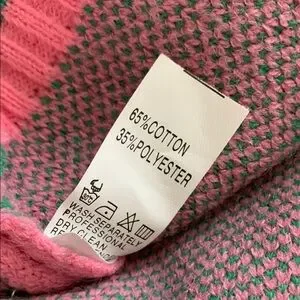 65%COTTON
35%POLYESTER
WASH SEPARATELY
PROFESSIONAL
DRY CLEAN